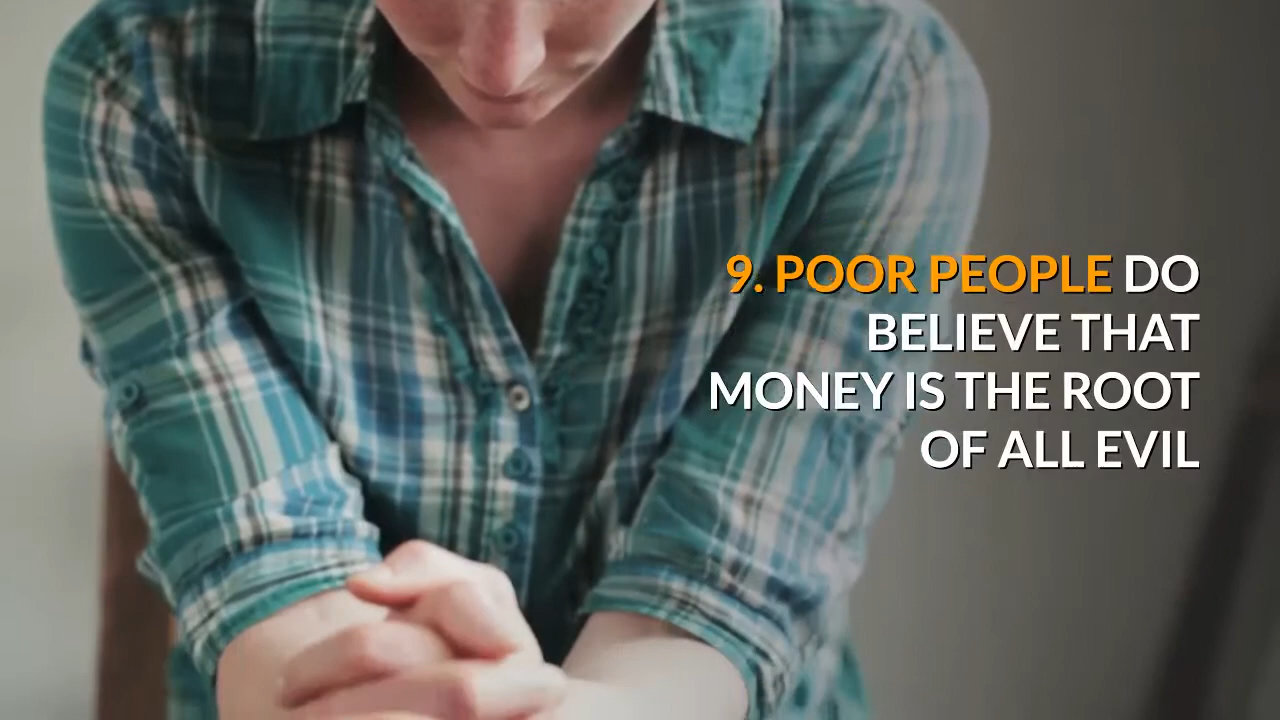 9. POOR PEOPLE DO
BELIEVE THAT
MONEY IS THE ROOT
OF ALL EVIL